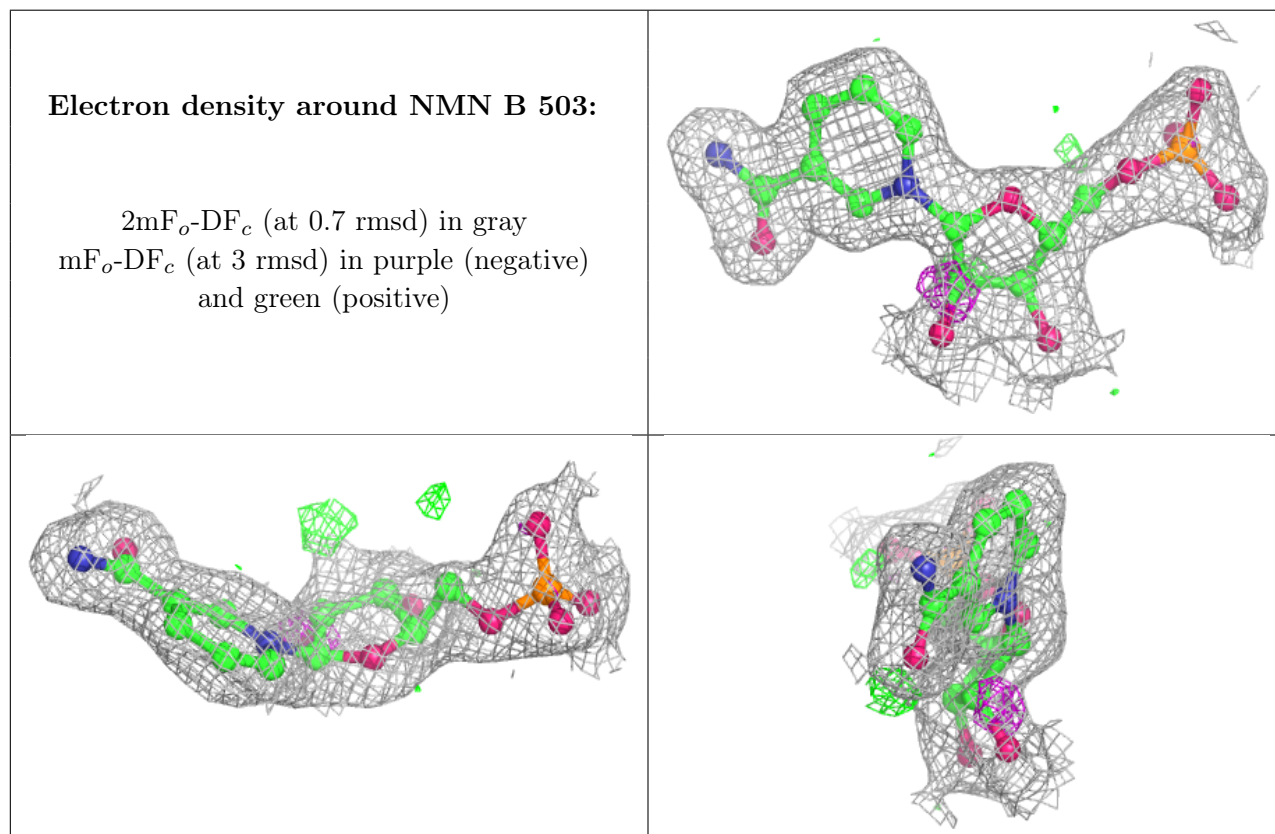 Electron density around NMN B 503:
2mFo-DFc (at 0.7 rmsd) in gray
mFo-DFc (at 3 rmsd) in purple (negative)
and green (positive)